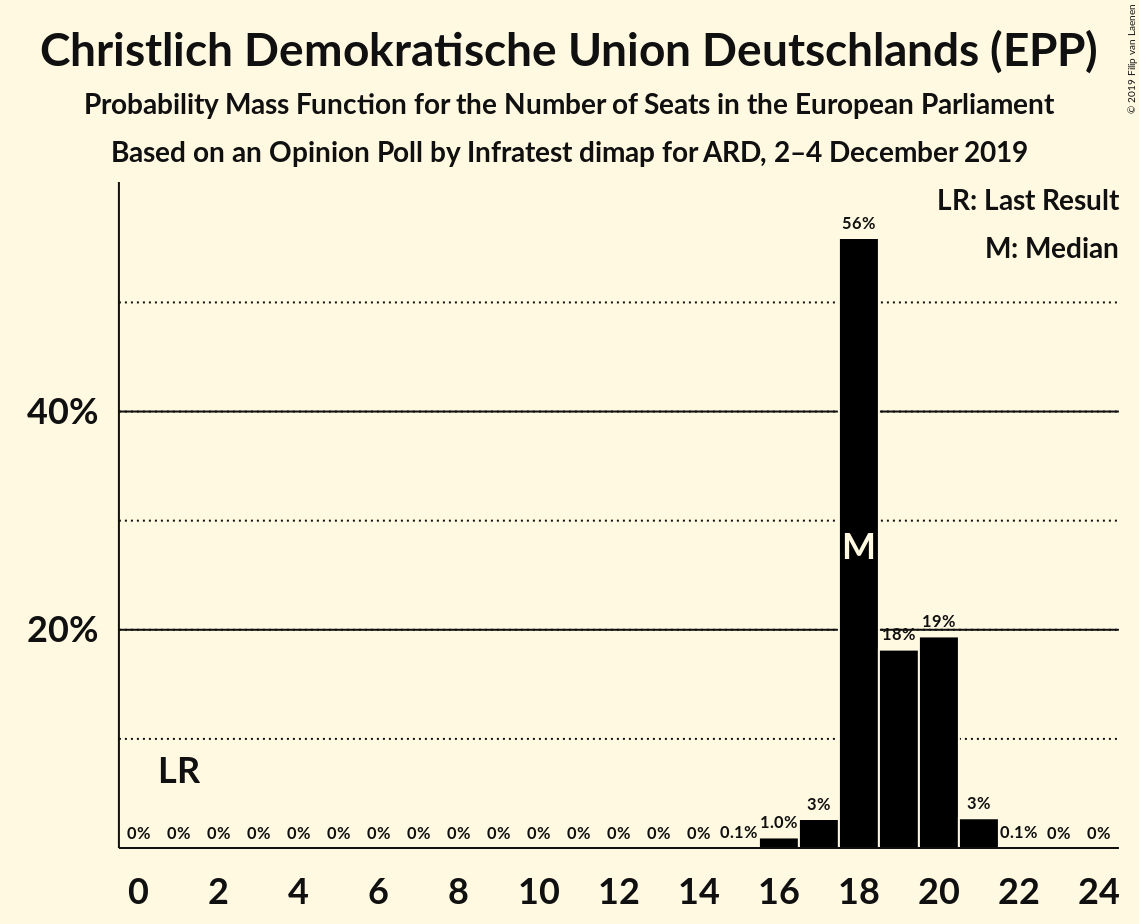 Christlich Demokratische Union Deutschlands (EPP)
Probability Mass Function for the Number of Seats in the European Parliament
Based on an Opinion Poll by Infratest dimap for ARD, 2–4 December 2019
© 2019 Filip van Laenen
LR: Last Result
M: Median
56%
40%
M
20%
18%
19%
LR
0% 0% 0% 0% 0% 0% 0% 0% 0% 0% 0% 0% 0% 0% 0% 0.1% 1.0% 3% 3% 0.1% 0% 0%
0 2 4 6 8 10 12 14 16 18 20 22 24